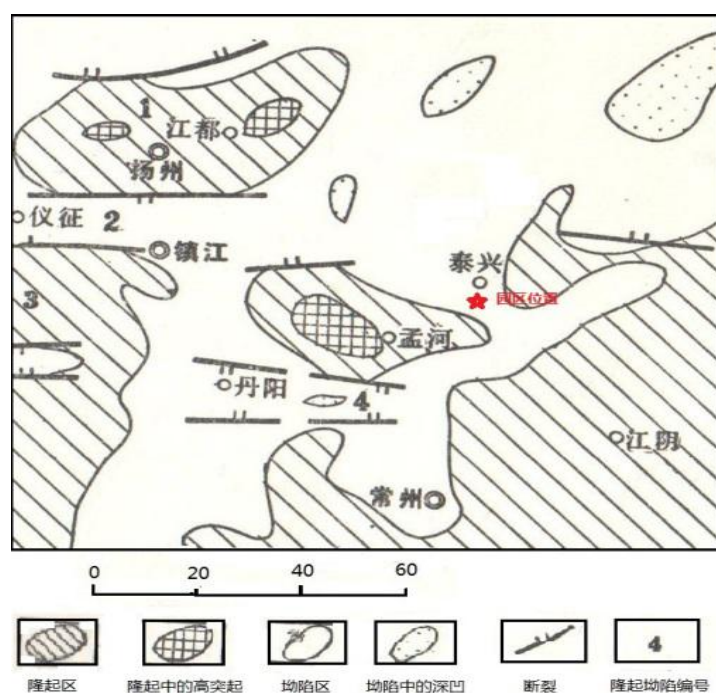 1
江都
扬州
仪征
2
镇江
泰兴
园区位置
3
孟河
丹阳
4
江阴
常州
0 20 40 60
4
隆起区 隆起中的高突起 坳陷区 坳陷中的深凹 断裂 隆起坳陷编号